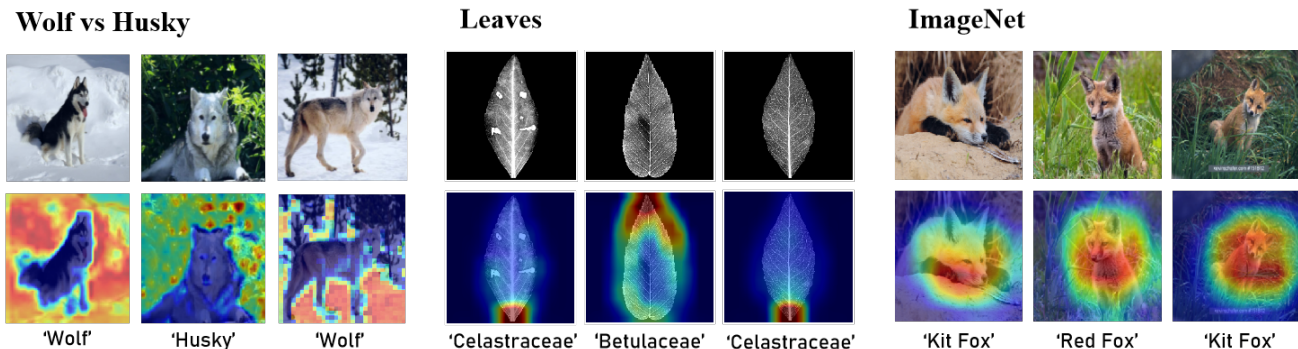 Wolf vs Husky
Leaves
ImageNet
'Wolf'
'Husky'
'Wolf'
'Celastraceae'
'Betulaceae'
'Celastraceae'
'Kit Fox'
'Red Fox'
'Kit Fox'